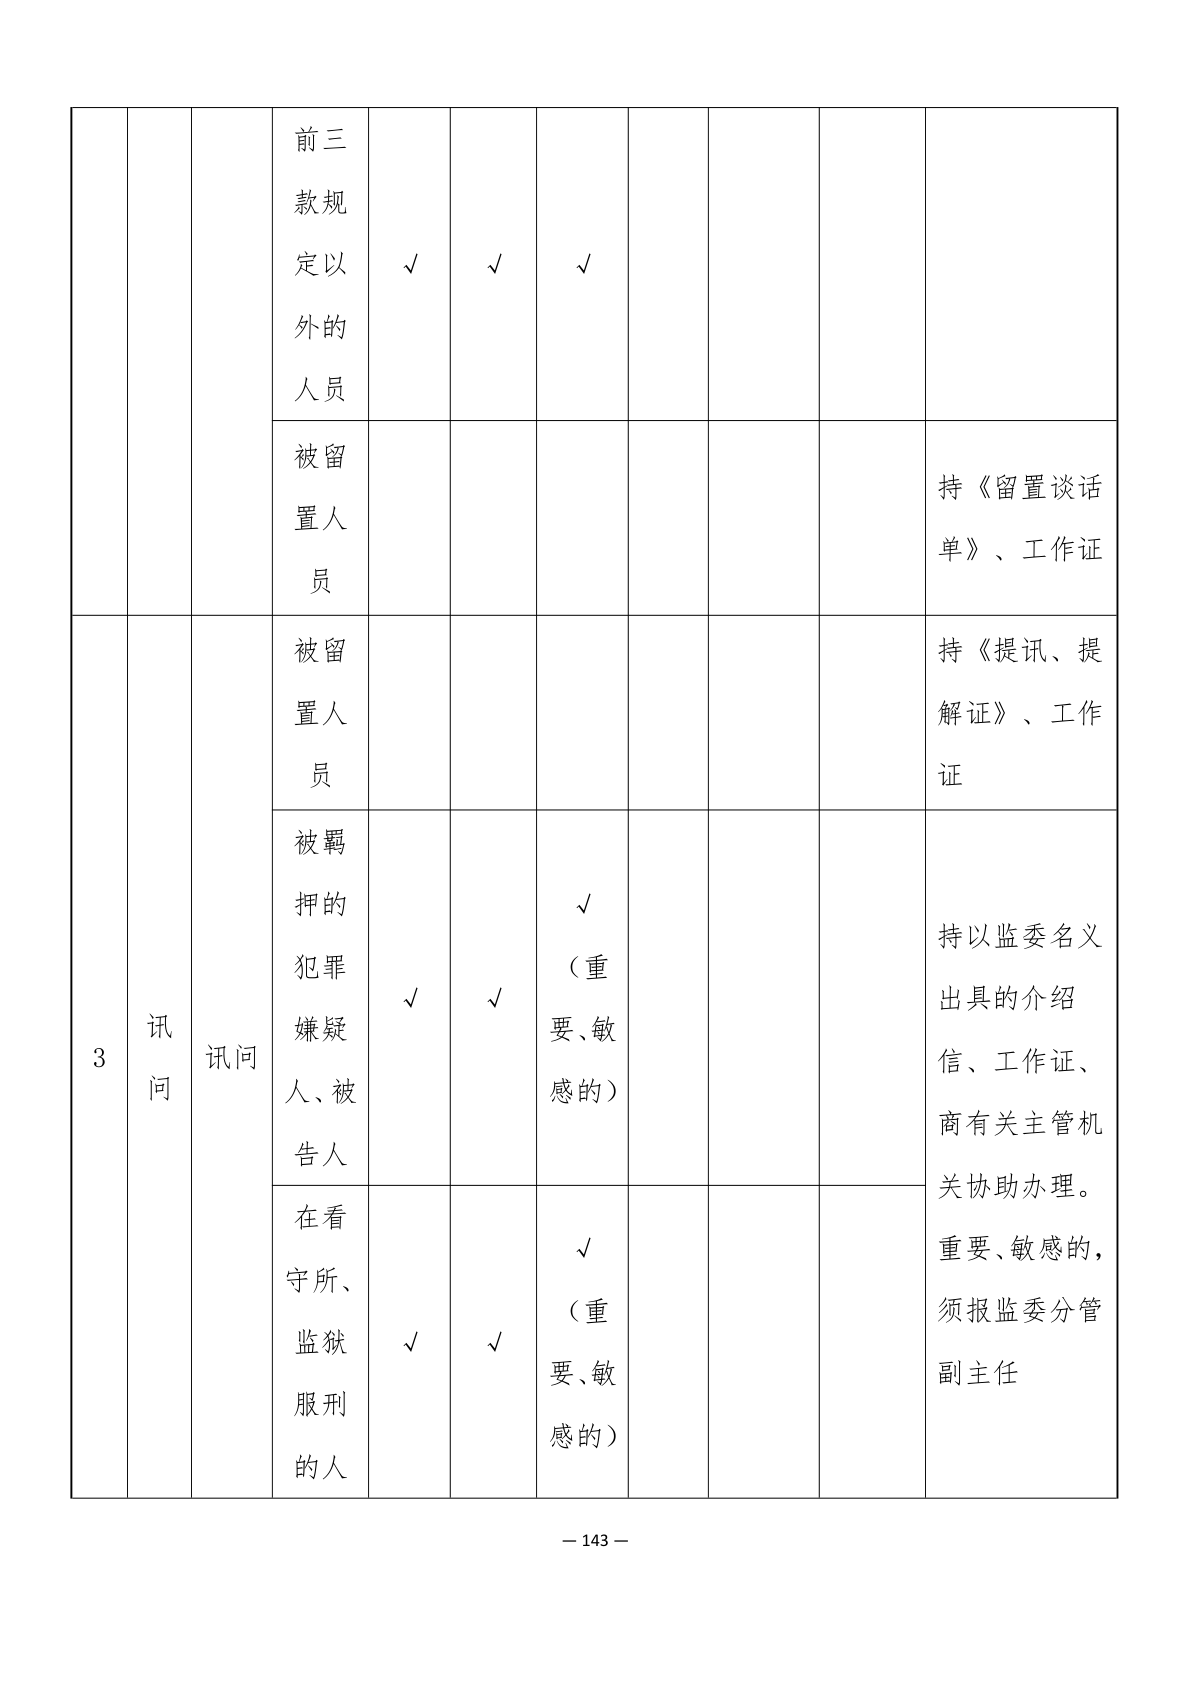 前三
款规
定以
外的
人员
√
√
√
被留
置人
员
持《留置谈话
单》、工作证
3
讯
问
讯问
被留
置人
员
持《提讯、提
解证》、工作
证
被羁
押的
犯罪
嫌疑
人、被
告人
√
√
√
（重
要、敏
感的）
持以监委名义
出具的介绍
信、工作证、
商有关主管机
关协助办理。
重要、敏感的，
须报监委分管
副主任
在看
守所、
监狱
服刑
的人
√
√
√
（重
要、敏
感的）
— 143 —